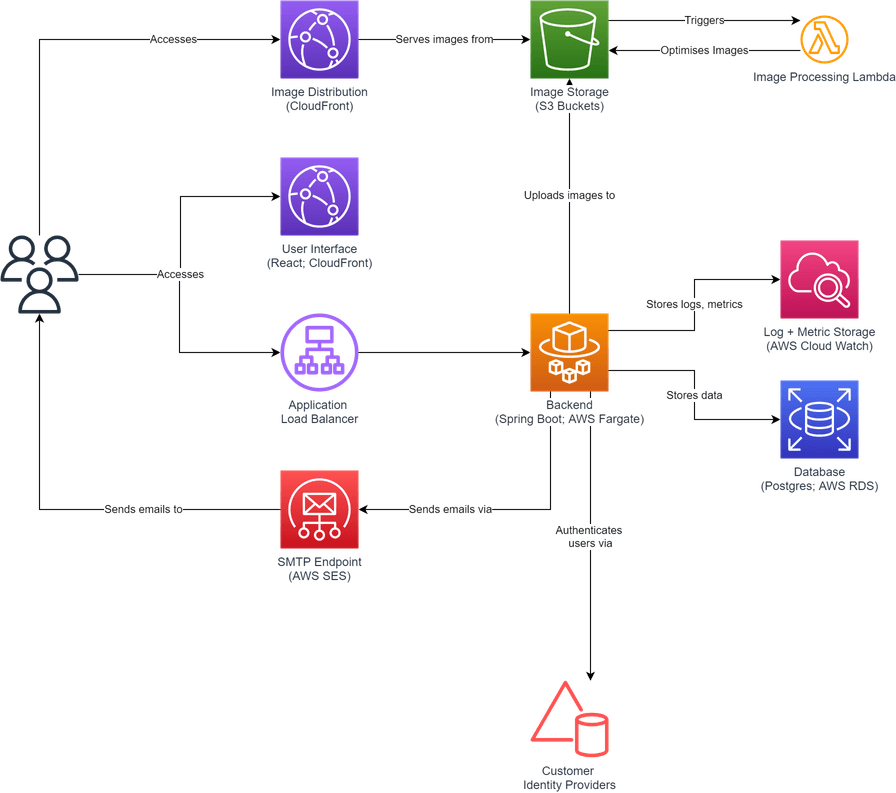 Accesses
Serves images from
Triggers
Optimises Images
Image Distribution
(CloudFront)
Image Storage
(S3 Buckets)
Image Processing Lambda
Uploads images to
User Interface
(React; CloudFront)
Accesses
Stores logs, metrics
Log + Metric Storage
(AWS Cloud Watch)
Application
Load Balancer
Backend
(Spring Boot; AWS Fargate)
Stores data
Database
(Postgres; AWS RDS)
Sends emails to
Sends emails via
SMTP Endpoint
(AWS SES)
Authenticates
users via
Customer
Identity Providers